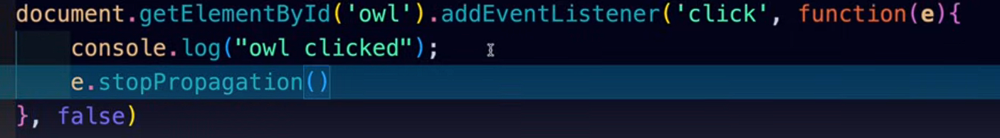 document.getElementById('owl').addEventListener('click', function(e){
    console.log("owl clicked");
    e.stopPropagation()
}, false)